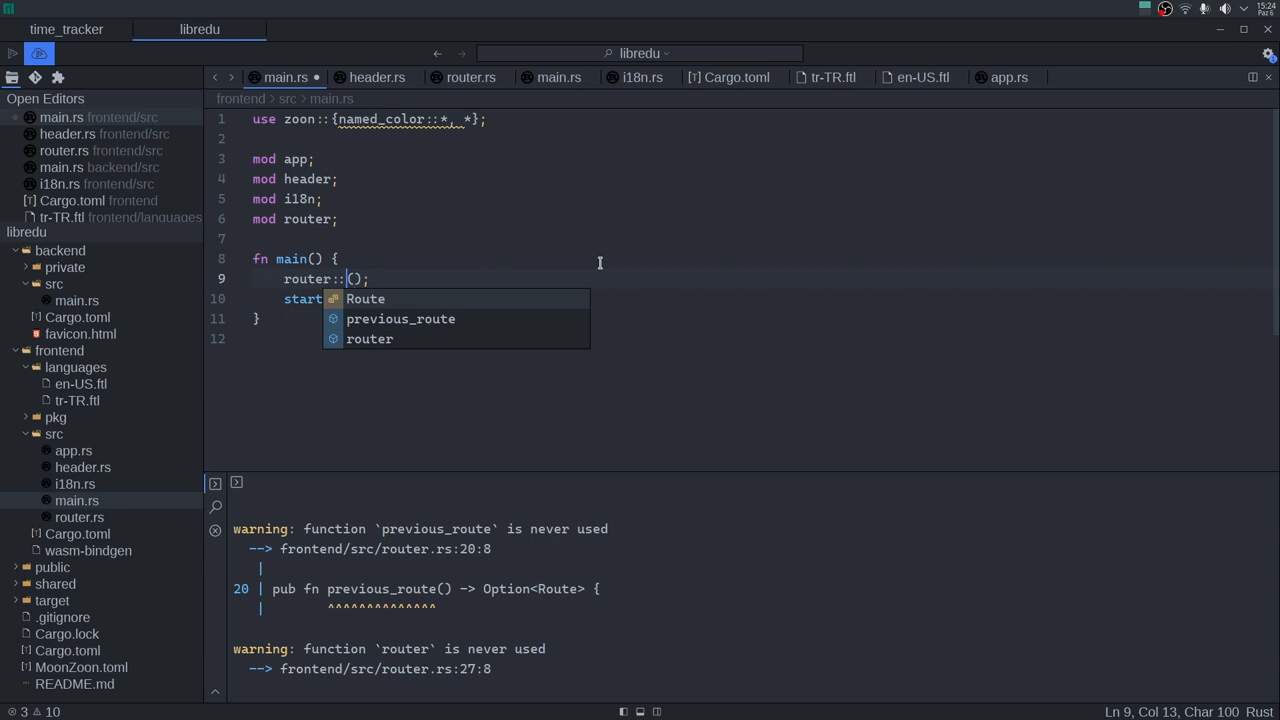 15:24
Paz 6
time_tracker
libredu
libredu
main.rs
header.rs
router.rs
main.rs
i18n.rs
Cargo.toml
tr-TR.ftl
en-US.ftl
app.rs
Open Editors
frontend src main.rs
main.rs frontend/src
header.rs frontend/src
router.rs frontend/src
main.rs backend/src
i18n.rs frontend/src
Cargo.toml frontend
tr-TR.ftl frontend/languages
libredu
backend
private
src
main.rs
Cargo.toml
favicon.html
frontend
languages
en-US.ftl
tr-TR.ftl
pkg
src
app.rs
header.rs
i18n.rs
main.rs
router.rs
Cargo.toml
wasm-bindgen
public
shared
target
.gitignore
Cargo.lock
Cargo.toml
MoonZoon.toml
README.md
1 use zoon::{named_color::*, *};
2
3 mod app;
4 mod header;
5 mod i18n;
6 mod router;
7
8 fn main() {
9 router::();
10 start
11 }
12
Route
previous_route
router
warning: function `previous_route` is never used
--> frontend/src/router.rs:20:8
|
20 | pub fn previous_route() -> Option<Route> {
| ^^^^^^^^^^^^^^
warning: function `router` is never used
--> frontend/src/router.rs:27:8
3 10
Ln 9, Col 13, Char 100 Rust